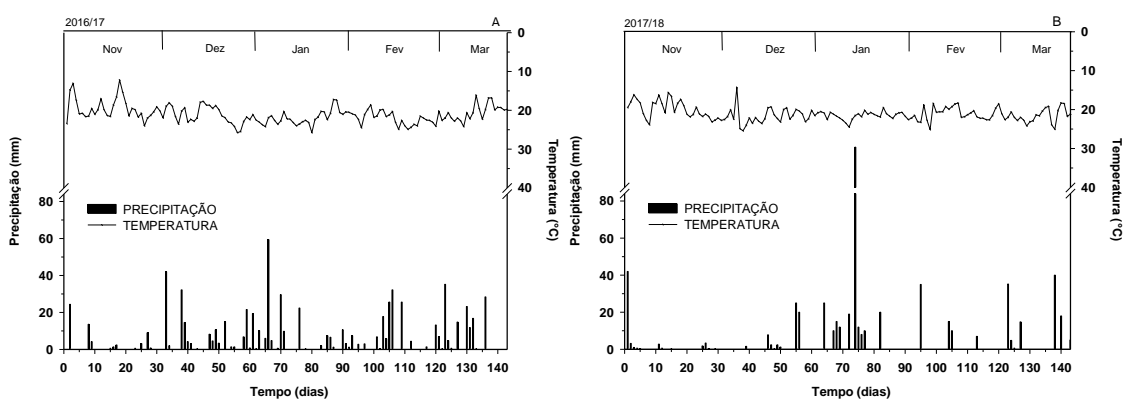 2016/17 A
Nov Dez Jan Fev Mar
0
10
20
30
40
80
60
40
20
0
Precipitação (mm)
Temperatura (°C)
PRECIPITAÇÃO
TEMPERATURA
0 10 20 30 40 50 60 70 80 90 100 110 120 130 140
Tempo (dias)
2017/18 B
Nov Dez Jan Fev Mar
0
10
20
30
40
80
60
40
20
0
Precipitação (mm)
Temperatura (°C)
PRECIPITAÇÃO
TEMPERATURA
0 10 20 30 40 50 60 70 80 90 100 110 120 130 140
Tempo (dias)